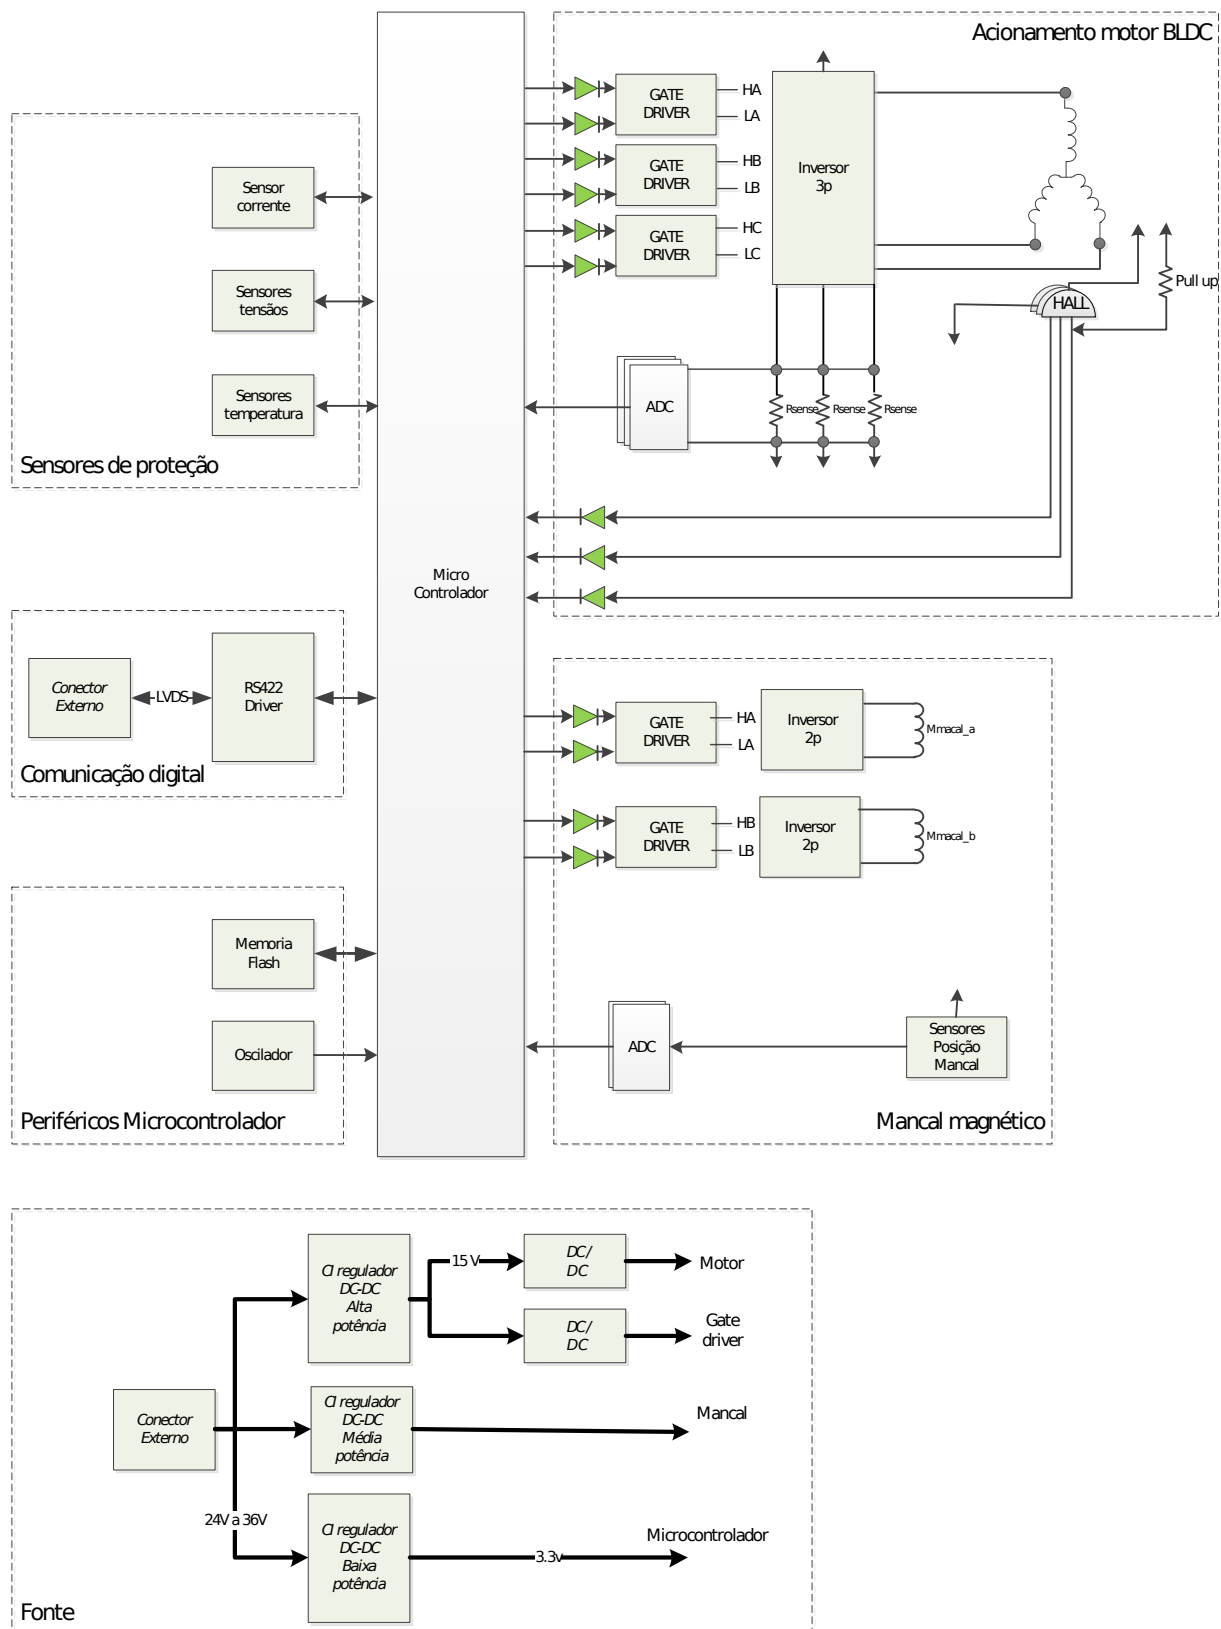 Acionamento motor BLDC
GATE
DRIVER
HA
LA
GATE
DRIVER
HB
LB
GATE
DRIVER
HC
LC
Inversor
3p
Pull up
HALL
ADC
Rsense
Rsense
Rsense
Sensor
corrente
Sensores
tensãos
Sensores
temperatura
Sensores de proteção
Micro
Controlador
Conector
Externo
LVDS
RS422
Driver
Comunicação digital
GATE
DRIVER
HA
LA
Inversor
2p
Mmacal_a
GATE
DRIVER
HB
LB
Inversor
2p
Mmacal_b
Memoria
Flash
Oscilador
Periféricos Microcontrolador
ADC
Sensores
Posição
Mancal
Mancal magnético
CI regulador
DC-DC
Alta
potência
15 V
DC/
DC
Motor
DC/
DC
Gate
driver
Conector
Externo
CI regulador
DC-DC
Média
potência
Mancal
24V a 36V
CI regulador
DC-DC
Baixa
potência
3.3v
Microcontrolador
Fonte